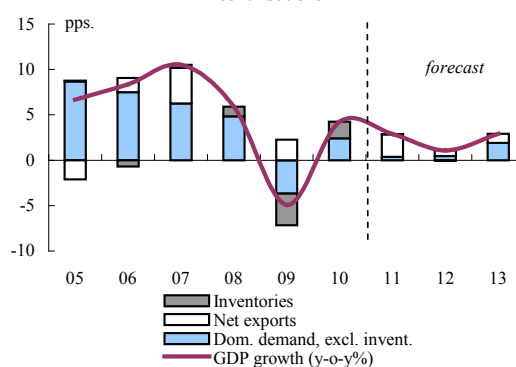 15
pps.
10
forecast
5
0
-5
-10
05 06 07 08 09 10 11 12 13
Inventories
Net exports
Dom. demand, excl. invent.
GDP growth (y-o-y%)